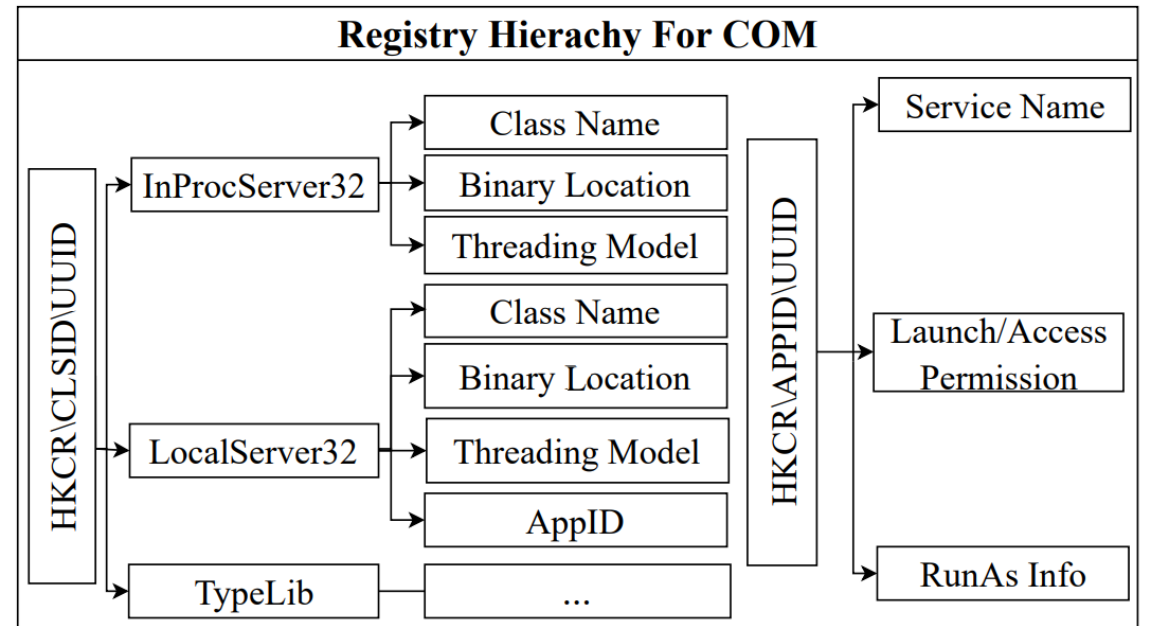 Registry Hierachy For COM
HKCR\CLSID\UUID
InProcServer32
Class Name
Binary Location
Threading Model
LocalServer32
Class Name
Binary Location
Threading Model
AppID
TypeLib
...
HKCR\APPID\UUID
Service Name
Launch/Access
Permission
RunAs Info